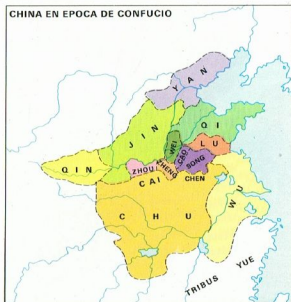 CHINA EN EPOCA DE CONFUCIO
YAN
JIN
QI
WEI
CAO
LU
QIN
ZHOU
ZHENG
SONG
CAI
CHEN
CHU
WU
TRIBUS YUE